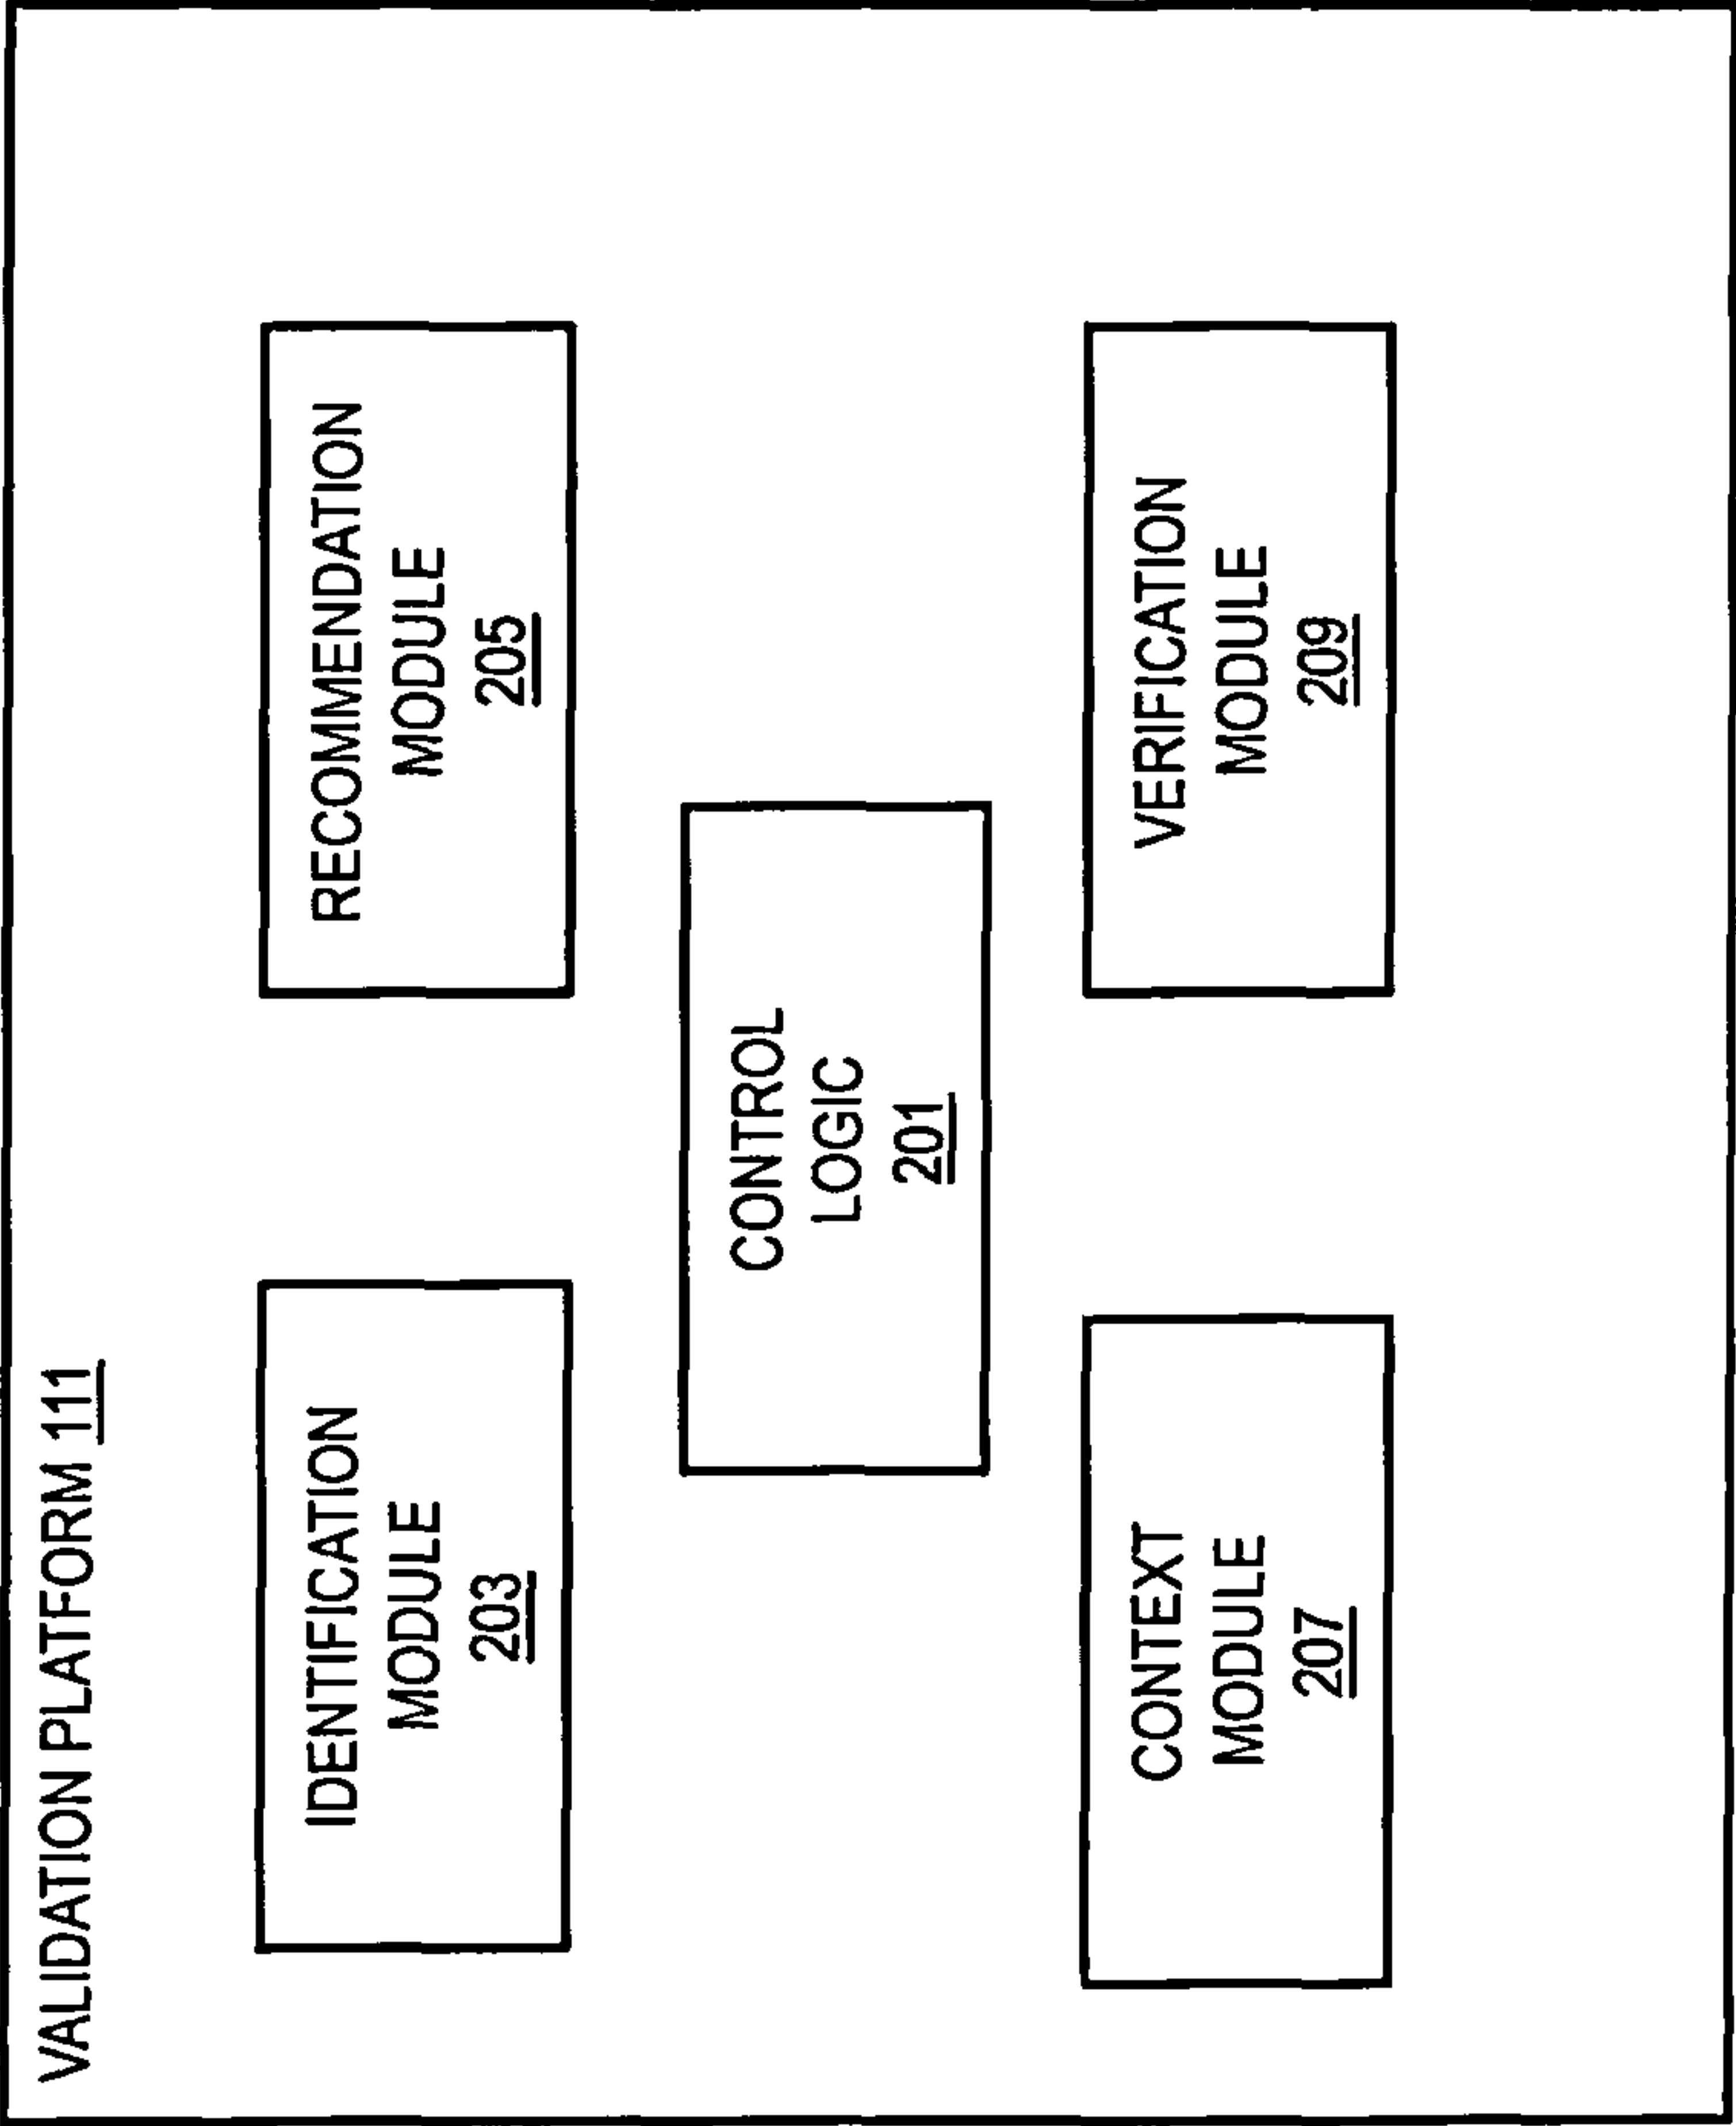 VALIDATION PLATFORM 111
IDENTIFICATION
MODULE
203
RECOMMENDATION
MODULE
205
CONTROL
LOGIC
201
CONTEXT
MODULE
207
VERIFICATION
MODULE
209